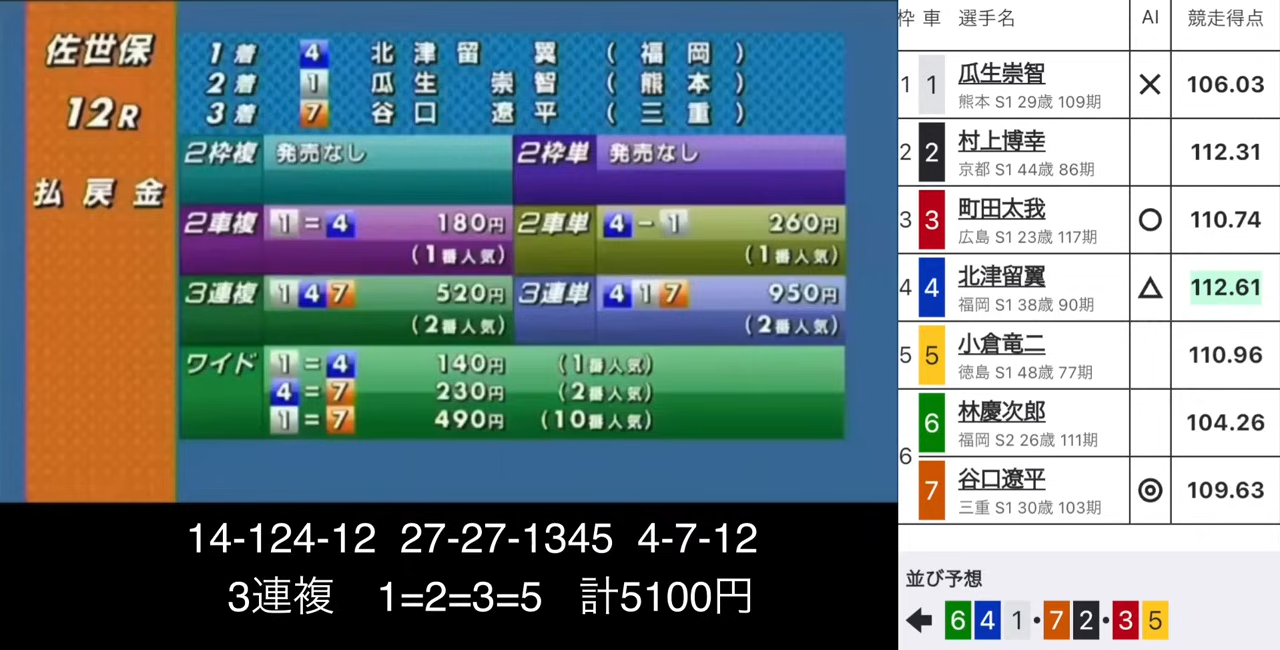 佐世保
12R
払戻金
1着 4 北津留 翼 (福岡)
2着 1 瓜生 崇智 (熊本)
3着 7 谷口 遼平 (三重)
2枠複 発売なし 2枠単 発売なし
2車複 1=4 180円 2車単 4-1 260円
(1番人気) (1番人気)
3連複 1 4 7 520円 3連単 4 1 7 950円
(2番人気) (2番人気)
ワイド 1=4 140円 (1番人気)
4=7 230円 (2番人気)
1=7 490円 (10番人気)
14-124-12 27-27-1345 4-7-12
3連複 1=2=3=5 計5100円
枠 車 選手名 AI 競走得点
1 1 瓜生崇智 × 106.03
熊本 S1 29歳 109期
2 2 村上博幸 112.31
京都 S1 44歳 86期
3 3 町田太我 ○ 110.74
広島 S1 23歳 117期
4 4 北津留翼 △ 112.61
福岡 S1 38歳 90期
5 5 小倉竜二 110.96
徳島 S1 48歳 77期
6 6 林慶次郎 104.26
福岡 S2 26歳 111期
7 谷口遼平 ◎ 109.63
三重 S1 30歳 103期
並び予想
← 6 4 1・7 2・3 5